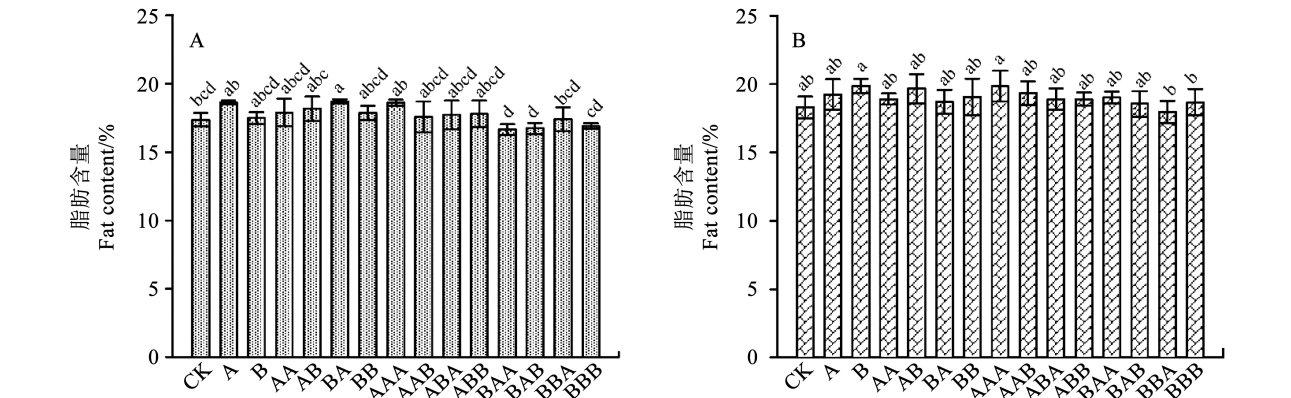 25
20
15
10
5
0
脂肪含量
Fat content/%
A
bcd
ab
abcd
abcd
abc
a
abcd
ab
abcd
abcd
abcd
d
d
bcd
cd
CK
A
B
AA
AB
BA
BB
AAA
AAB
ABA
ABB
BAA
BAB
BBA
BBB
25
20
15
10
5
0
脂肪含量
Fat content/%
B
ab
ab
a
ab
ab
ab
ab
a
ab
ab
ab
ab
ab
b
b
CK
A
B
AA
AB
BA
BB
AAA
AAB
ABA
ABB
BAA
BAB
BBA
BBB